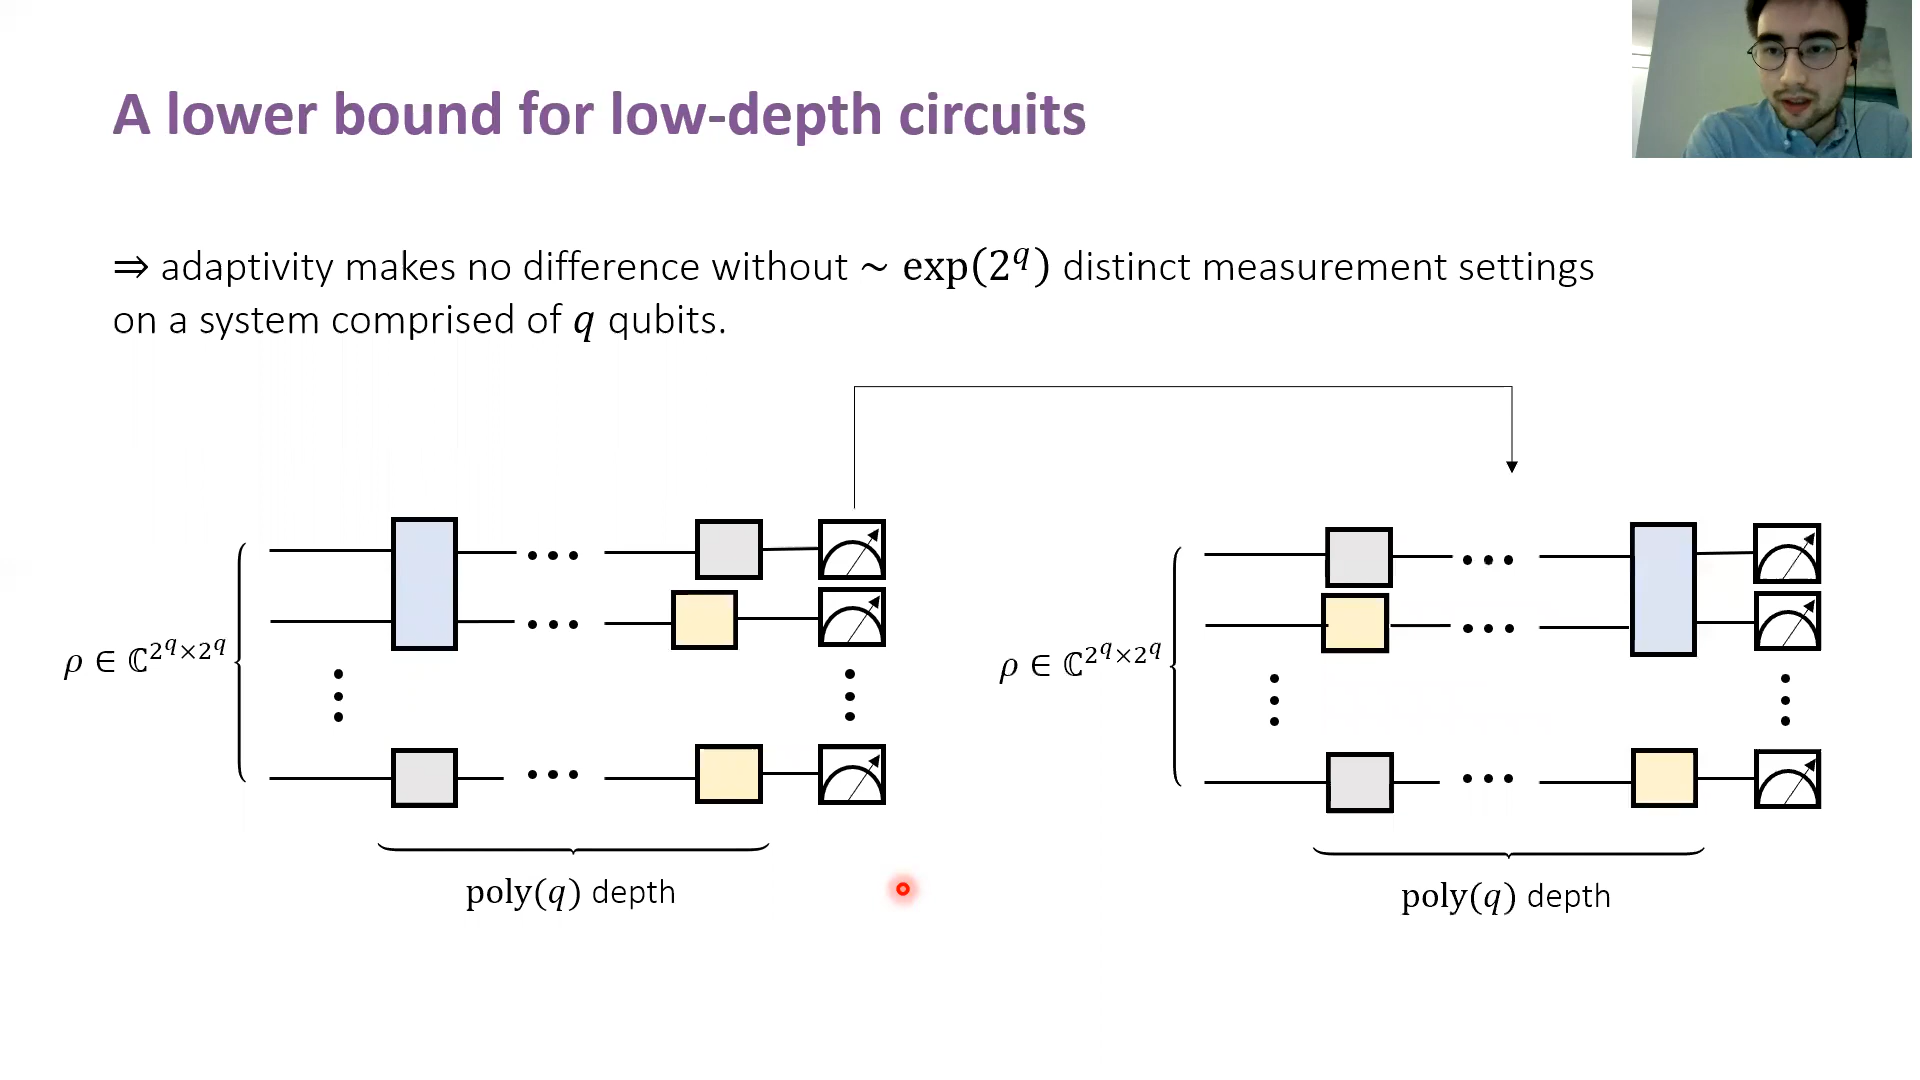 A lower bound for low-depth circuits
⇒ adaptivity makes no difference without ~ exp(2^q) distinct measurement settings
on a system comprised of q qubits.
ρ ∈ ℂ^{2^q×2^q}
poly(q) depth
ρ ∈ ℂ^{2^q×2^q}
poly(q) depth